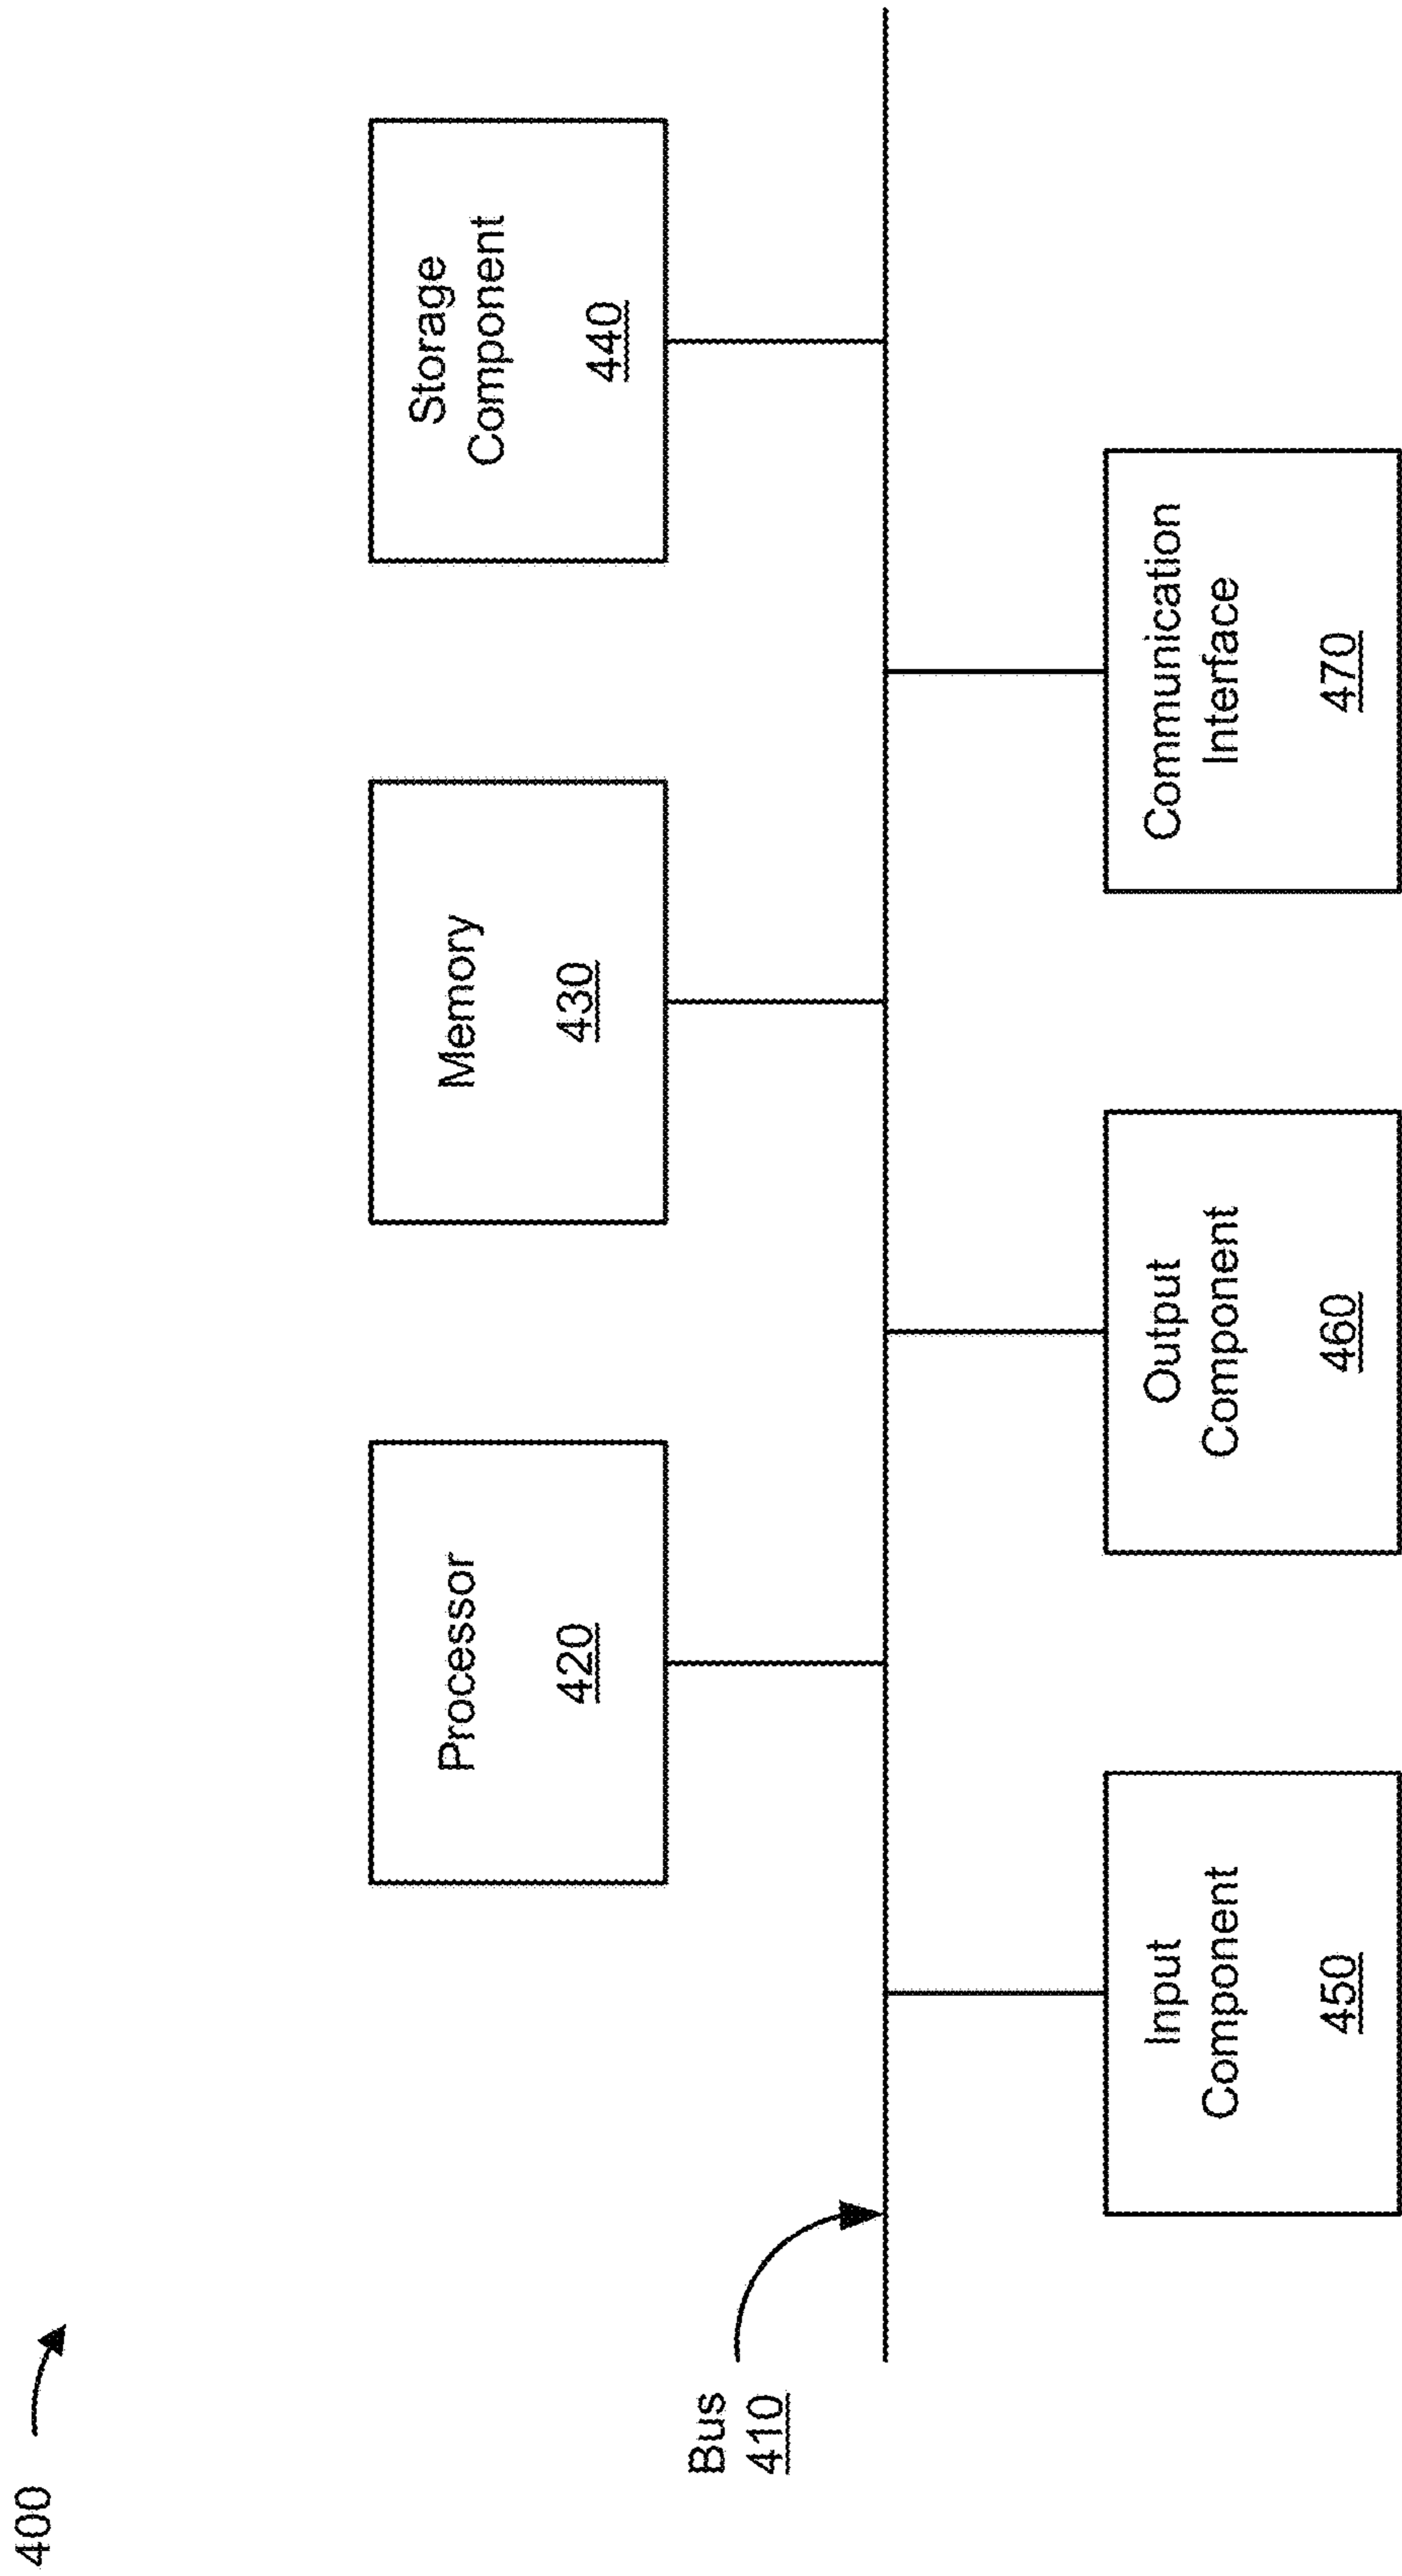 400
Processor
420
Memory
430
Storage
Component
440
Bus
410
Input
Component
450
Output
Component
460
Communication
Interface
470